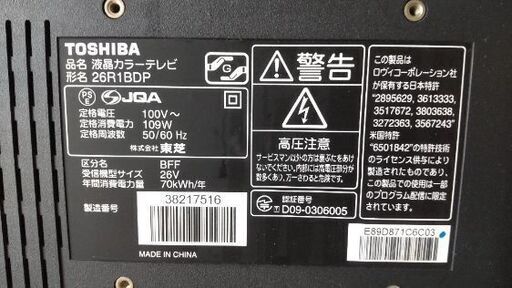 TOSHIBA
品名 液晶カラーテレビ
形名 26R1BDP
PS
E
JQA
定格電圧 100V～
定格消費電力 109W
定格周波数 50/60 Hz
株式会社 東芝
区分名 BFF
受信機型サイズ 26V
年間消費電力量 70kWh/年
製造番号
38217516
MADE IN CHINA
G
警告
高圧注意
サービスマン以外の方は裏ぶたをあけ
ないでください。内部には高電圧部分が
数多くあり、万一さわると危険です。
認証番号
T D09-0306005
この製品は
ロヴィコーポレーション社
が保有する日本特許
"2895629, 3613333,
3517672, 3803638,
3272363, 3567243"
米国特許
"6501842"の特許技術
のライセンス供与により
製造されたものです。
この製品での使用は一部
のプログラム配信に限定
されています。
E89D871C6C03